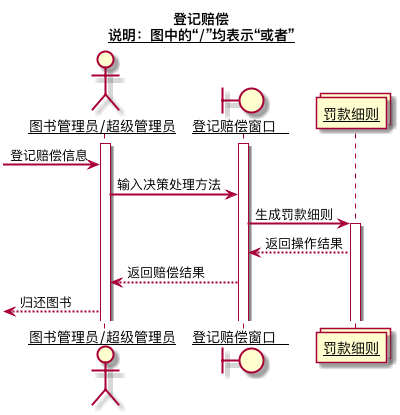 登记赔偿
说明：图中的“/”均表示“或者”
图书管理员/超级管理员
登记赔偿窗口
罚款细则
登记赔偿信息
输入决策处理方法
生成罚款细则
返回操作结果
返回赔偿结果
归还图书
图书管理员/超级管理员
登记赔偿窗口
罚款细则